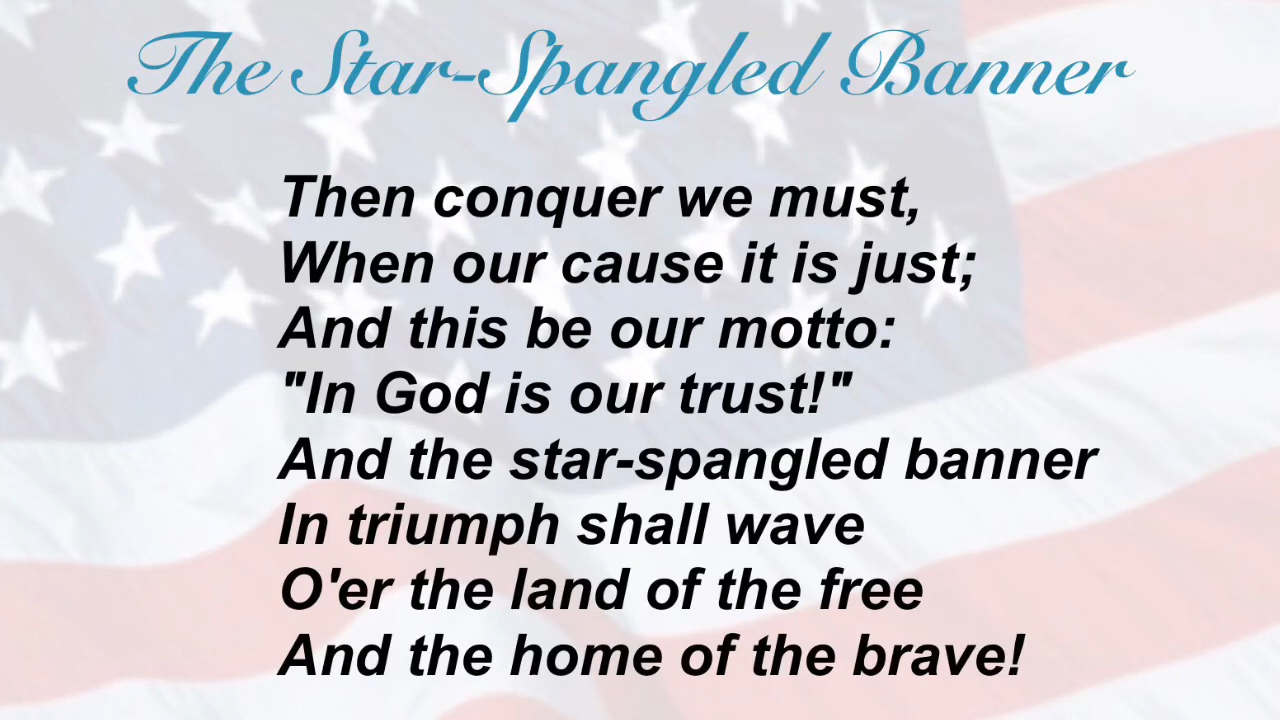 The Star-Spangled Banner
Then conquer we must,
When our cause it is just;
And this be our motto:
"In God is our trust!"
And the star-spangled banner
In triumph shall wave
O'er the land of the free
And the home of the brave!